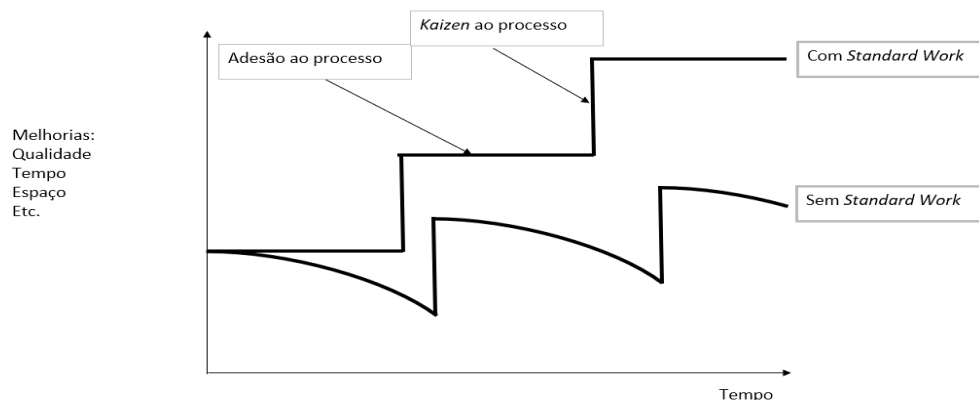 Kaizen ao processo
Adesão ao processo
Com Standard Work
Melhorias:
Qualidade
Tempo
Espaço
Etc.
Sem Standard Work
Tempo